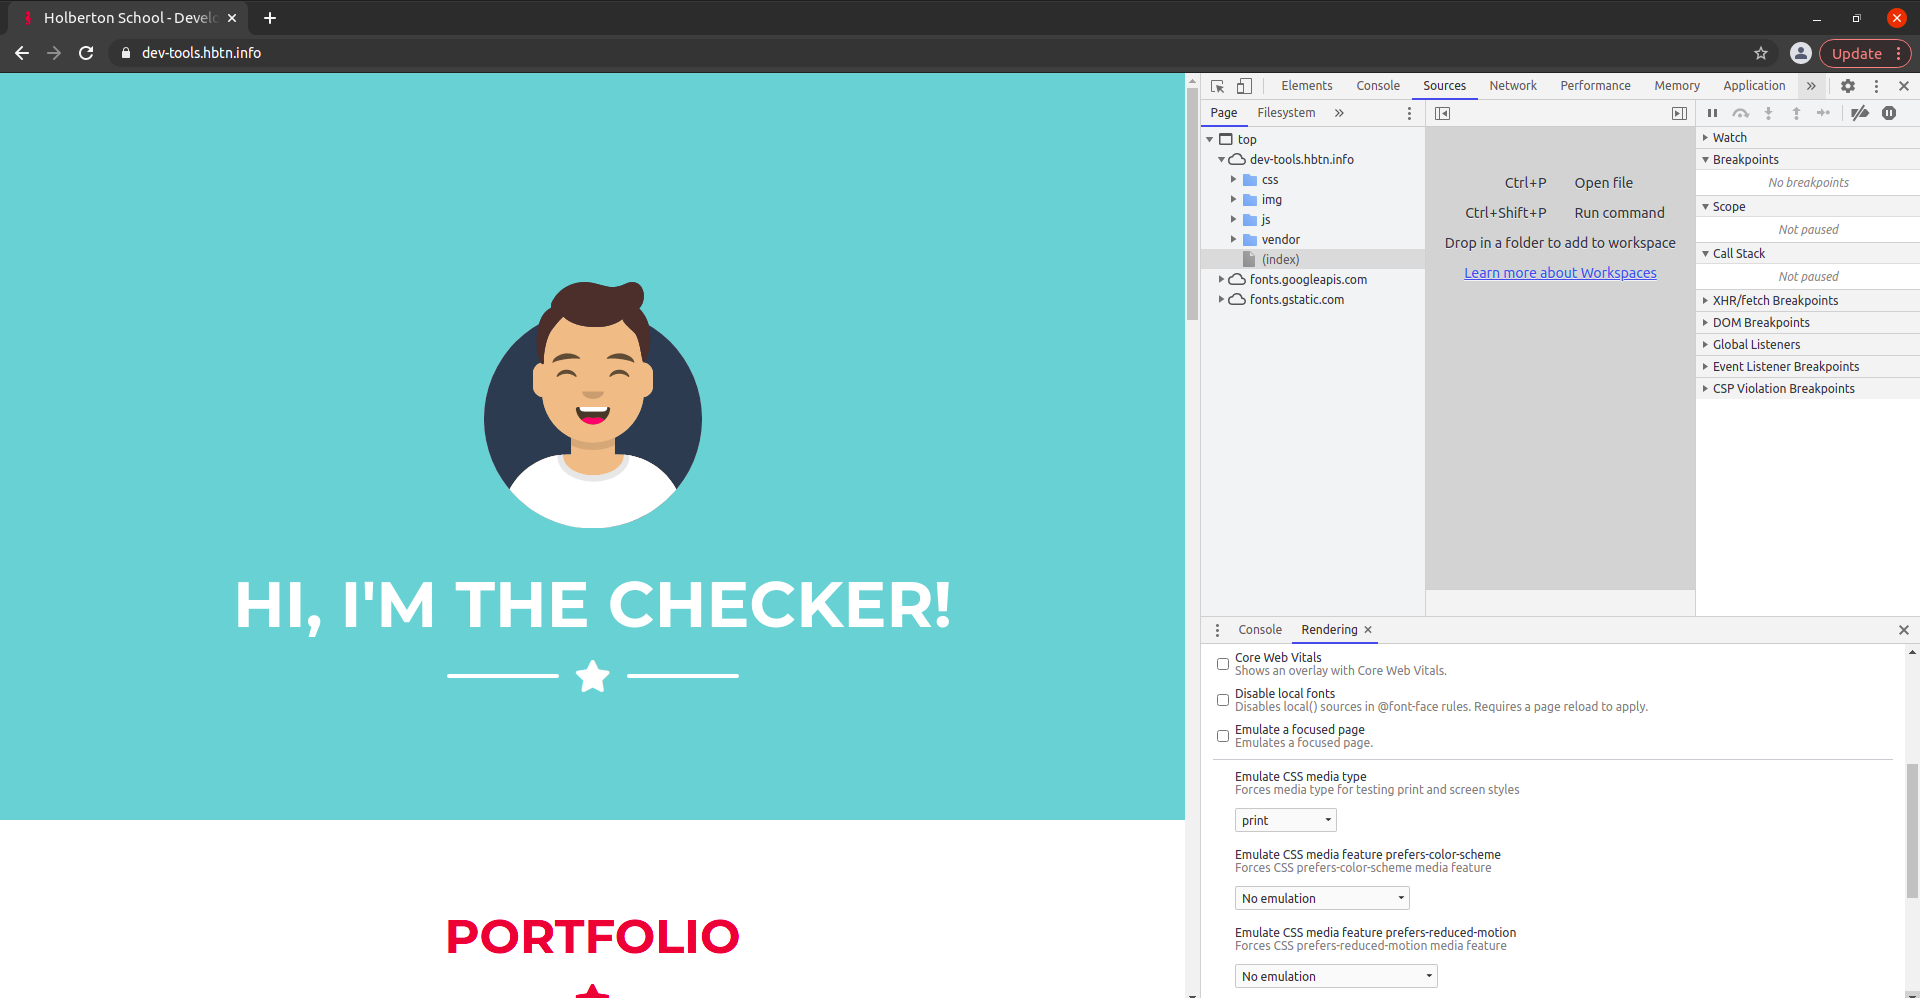 Holberton School - Develo
dev-tools.hbtn.info
Update
HI, I'M THE CHECKER!
PORTFOLIO
Elements Console Sources Network Performance Memory Application
Page Filesystem
top
dev-tools.hbtn.info
css
img
js
vendor
(index)
fonts.googleapis.com
fonts.gstatic.com
Ctrl+P Open file
Ctrl+Shift+P Run command
Drop in a folder to add to workspace
Learn more about Workspaces
Watch
Breakpoints
No breakpoints
Scope
Not paused
Call Stack
Not paused
XHR/fetch Breakpoints
DOM Breakpoints
Global Listeners
Event Listener Breakpoints
CSP Violation Breakpoints
Console Rendering
Core Web Vitals
Shows an overlay with Core Web Vitals.
Disable local fonts
Disables local() sources in @font-face rules. Requires a page reload to apply.
Emulate a focused page
Emulates a focused page.
Emulate CSS media type
Forces media type for testing print and screen styles
print
Emulate CSS media feature prefers-color-scheme
Forces CSS prefers-color-scheme media feature
No emulation
Emulate CSS media feature prefers-reduced-motion
Forces CSS prefers-reduced-motion media feature
No emulation